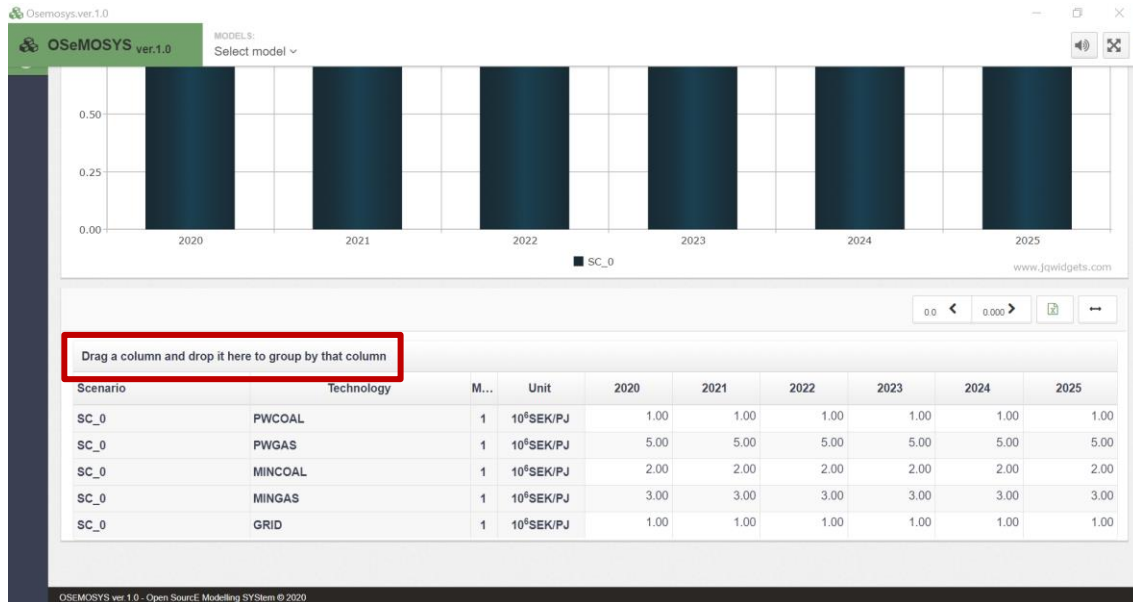 Osemosys.ver.1.0
OSeMOSYS ver.1.0
MODELS:
Select model
0.50
0.25
0.00
2020 2021 2022 2023 2024 2025
SC_0
www.jqwidgets.com
0.0 0.000
Drag a column and drop it here to group by that column
Scenario Technology M... Unit 2020 2021 2022 2023 2024 2025
SC_0 PWCOAL 1 10⁶SEK/PJ 1.00 1.00 1.00 1.00 1.00 1.00
SC_0 PWGAS 1 10⁶SEK/PJ 5.00 5.00 5.00 5.00 5.00 5.00
SC_0 MINCOAL 1 10⁶SEK/PJ 2.00 2.00 2.00 2.00 2.00 2.00
SC_0 MINGAS 1 10⁶SEK/PJ 3.00 3.00 3.00 3.00 3.00 3.00
SC_0 GRID 1 10⁶SEK/PJ 1.00 1.00 1.00 1.00 1.00 1.00
OSEMOSYS ver.1.0 - Open SourcE Modelling SYStem © 2020